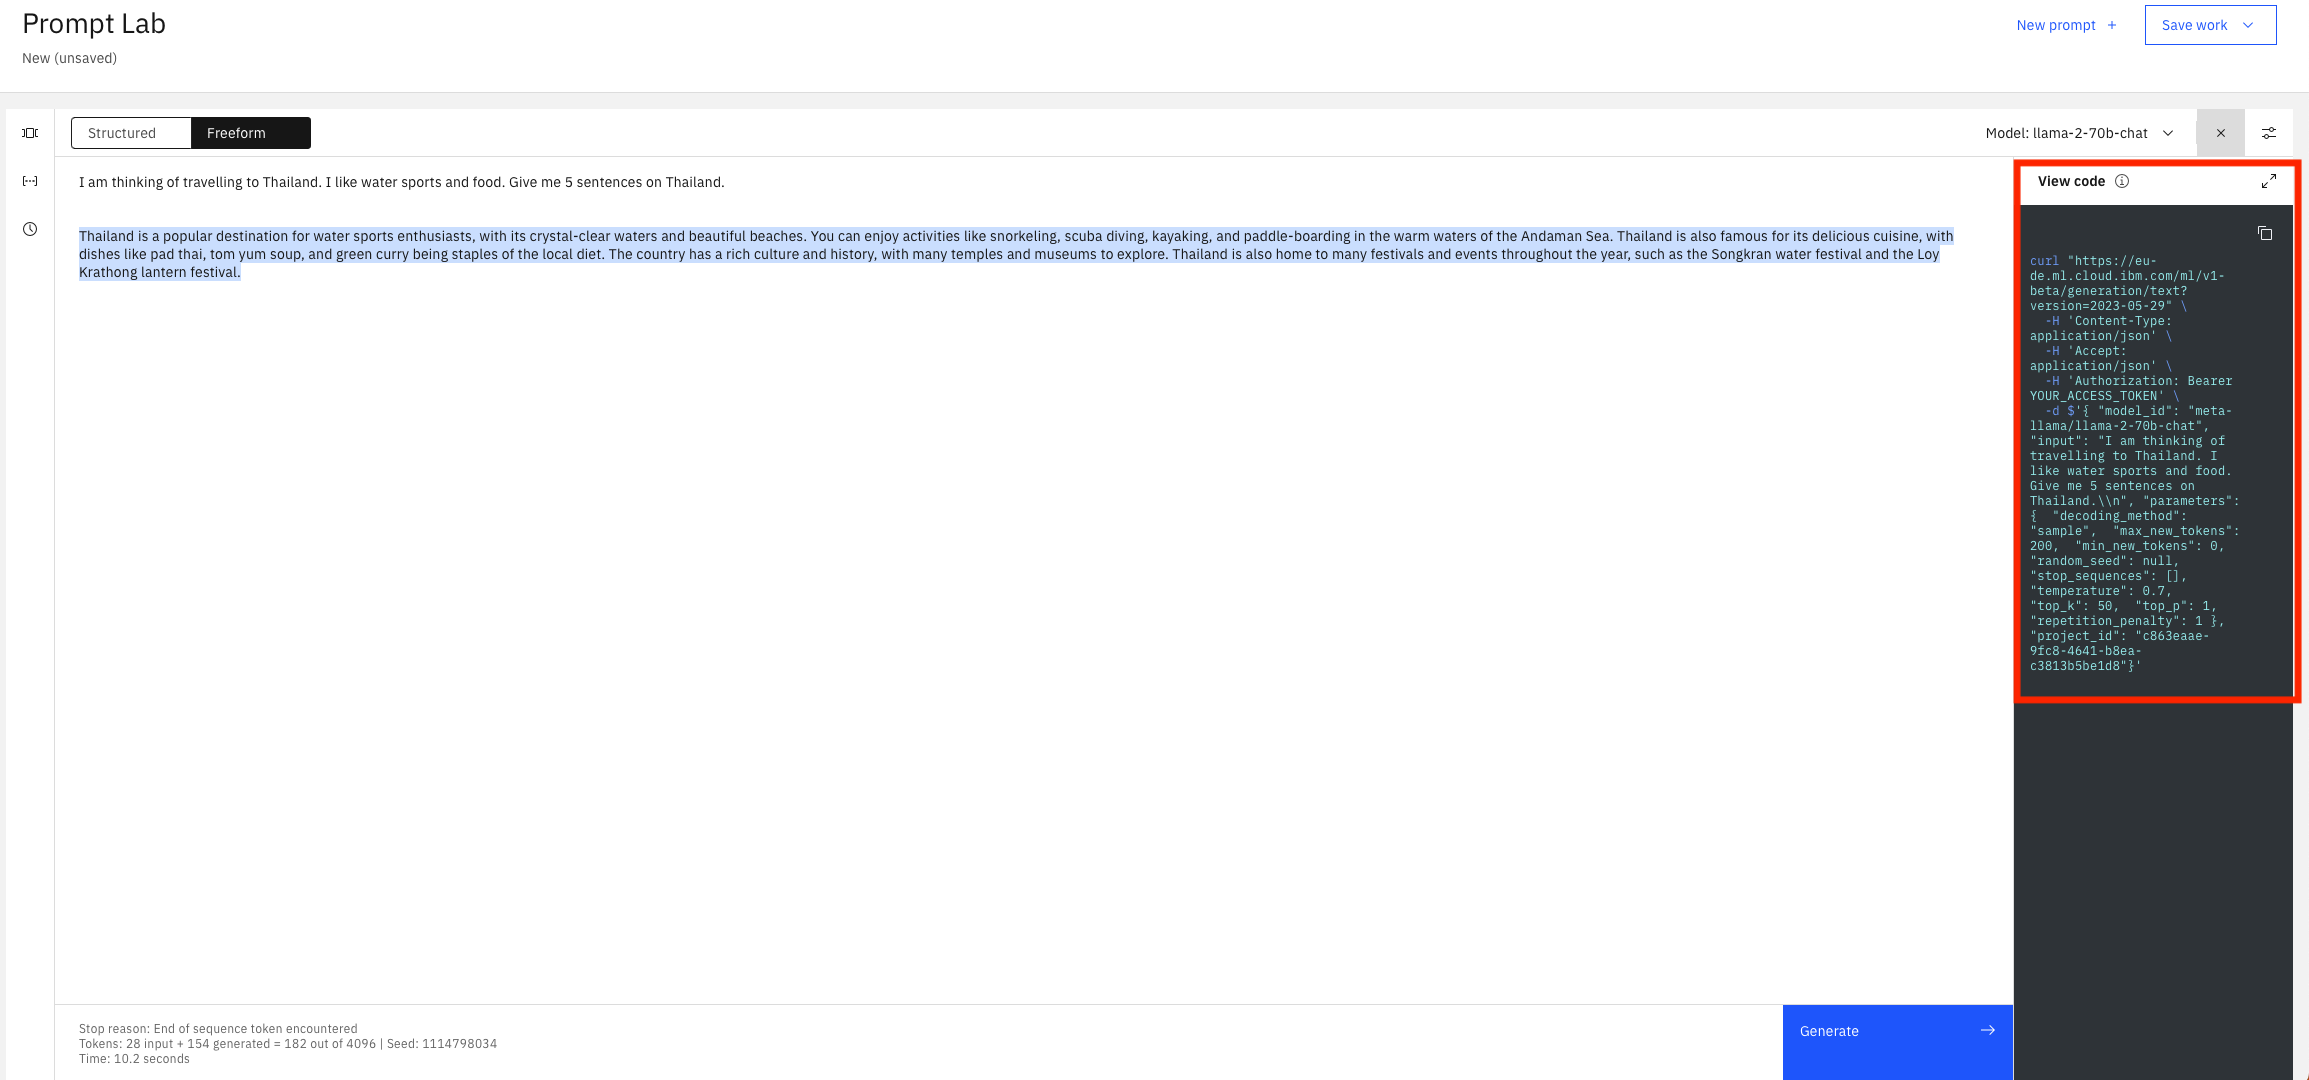 Prompt Lab
New (unsaved)
New prompt +
Save work
Structured
Freeform
Model: llama-2-70b-chat
I am thinking of travelling to Thailand. I like water sports and food. Give me 5 sentences on Thailand.
Thailand is a popular destination for water sports enthusiasts, with its crystal-clear waters and beautiful beaches. You can enjoy activities like snorkeling, scuba diving, kayaking, and paddle-boarding in the warm waters of the Andaman Sea. Thailand is also famous for its delicious cuisine, with
dishes like pad thai, tom yum soup, and green curry being staples of the local diet. The country has a rich culture and history, with many temples and museums to explore. Thailand is also home to many festivals and events throughout the year, such as the Songkran water festival and the Loy
Krathong lantern festival.
View code
curl "https://eu-
de.ml.cloud.ibm.com/ml/v1-
beta/generation/text?
version=2023-05-29" \
-H 'Content-Type:
application/json' \
-H 'Accept:
application/json' \
-H 'Authorization: Bearer
YOUR_ACCESS_TOKEN' \
-d $'{ "model_id": "meta-
llama/llama-2-70b-chat",
"input": "I am thinking of
travelling to Thailand. I
like water sports and food.
Give me 5 sentences on
Thailand.\\n", "parameters":
{  "decoding_method":
"sample",  "max_new_tokens":
200,  "min_new_tokens": 0,
"random_seed": null,
"stop_sequences": [],
"temperature": 0.7,
"top_k": 50,  "top_p": 1,
"repetition_penalty": 1 },
"project_id": "c863eaae-
9fc8-4641-b8ea-
c3813b5be1d8"}'
Stop reason: End of sequence token encountered
Tokens: 28 input + 154 generated = 182 out of 4096 | Seed: 1114798034
Time: 10.2 seconds
Generate